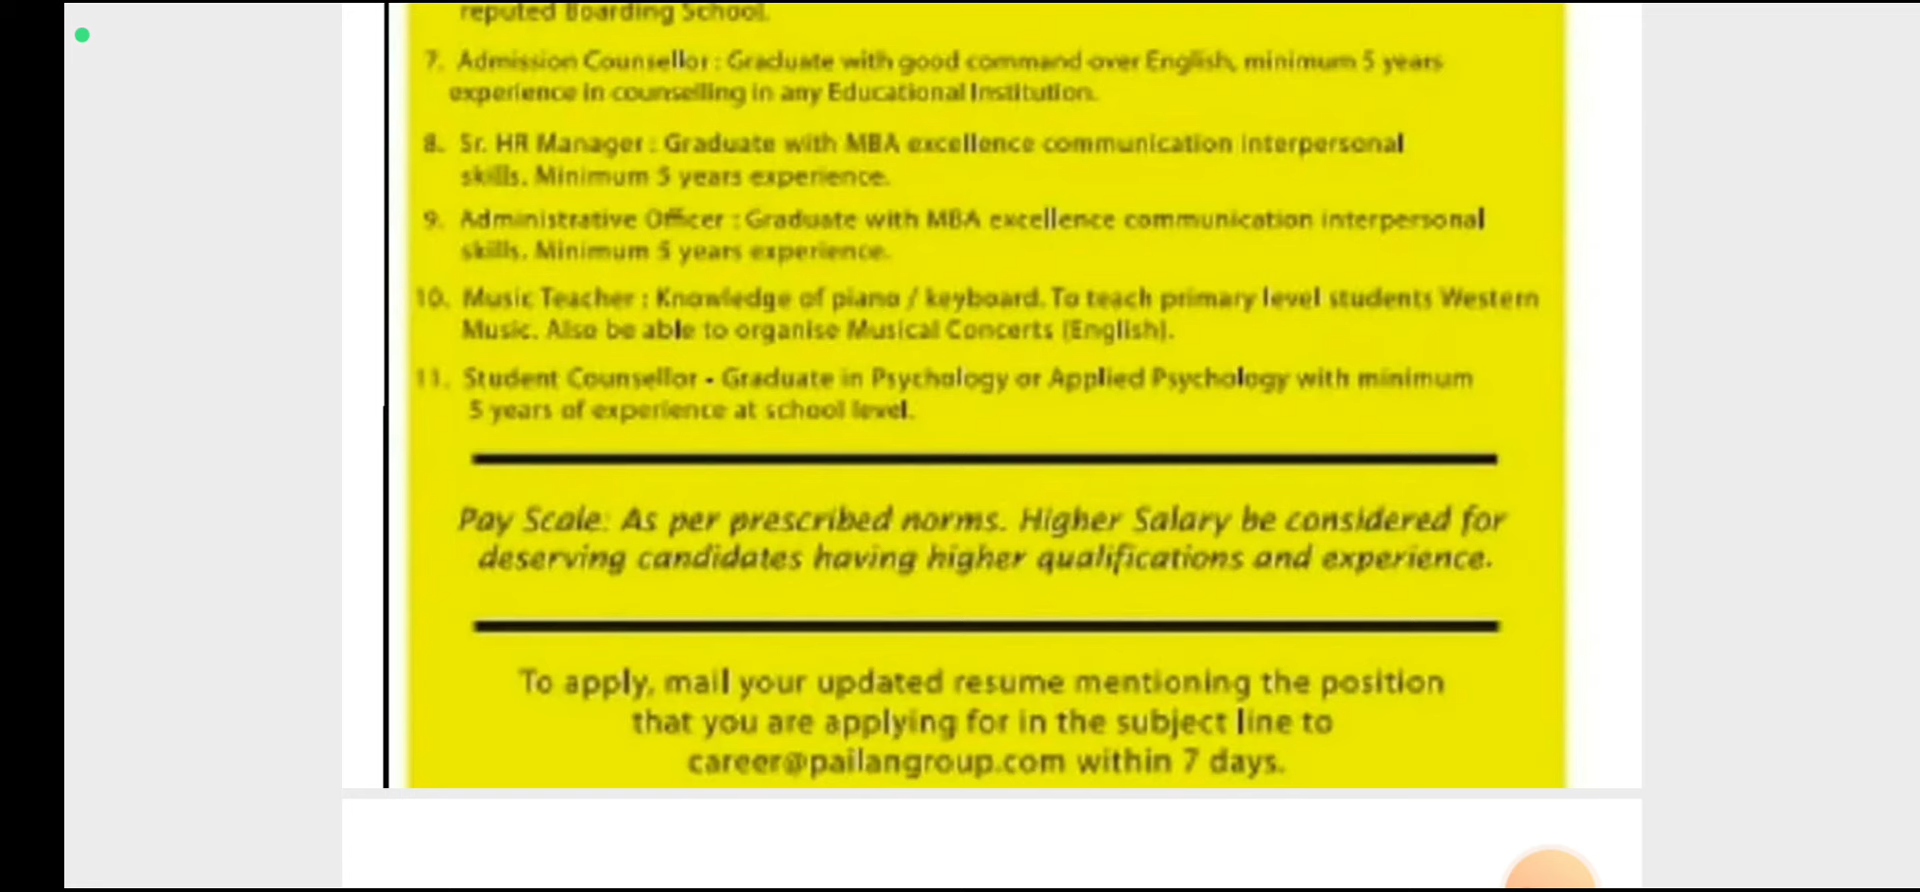 reputed Boarding School.
7. Admission Counsellor : Graduate with good command over English, minimum 5 years
experience in counselling in any Educational Institution.
8. Sr. HR Manager : Graduate with MBA excellence communication interpersonal
skills. Minimum 5 years experience.
9. Administrative Officer : Graduate with MBA excellence communication interpersonal
skills. Minimum 5 years experience.
10. Music Teacher : Knowledge of piano / keyboard. To teach primary level students Western
Music. Also be able to organise Musical Concerts (English).
11. Student Counsellor - Graduate in Psychology or Applied Psychology with minimum
5 years of experience at school level.
Pay Scale: As per prescribed norms. Higher Salary be considered for
deserving candidates having higher qualifications and experience.
To apply, mail your updated resume mentioning the position
that you are applying for in the subject line to
career@pailangroup.com within 7 days.